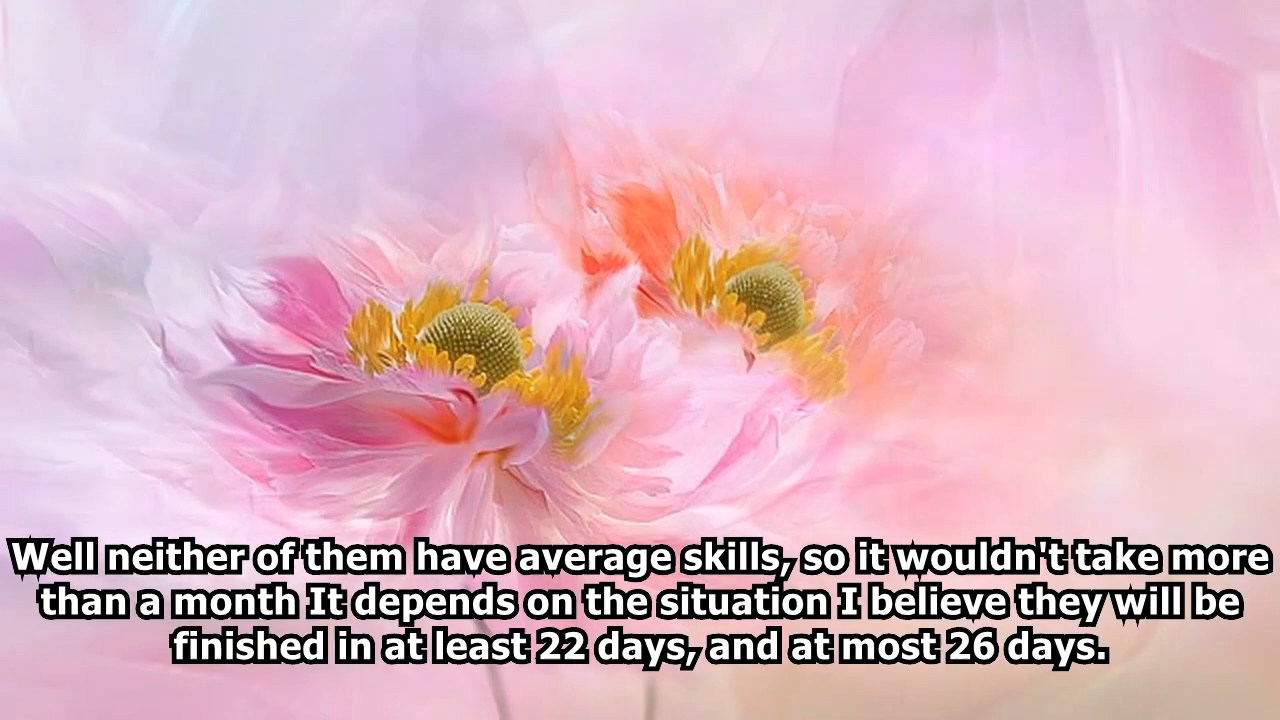 Well neither of them have average skills, so it wouldn't take more
than a month It depends on the situation I believe they will be
finished in at least 22 days, and at most 26 days.